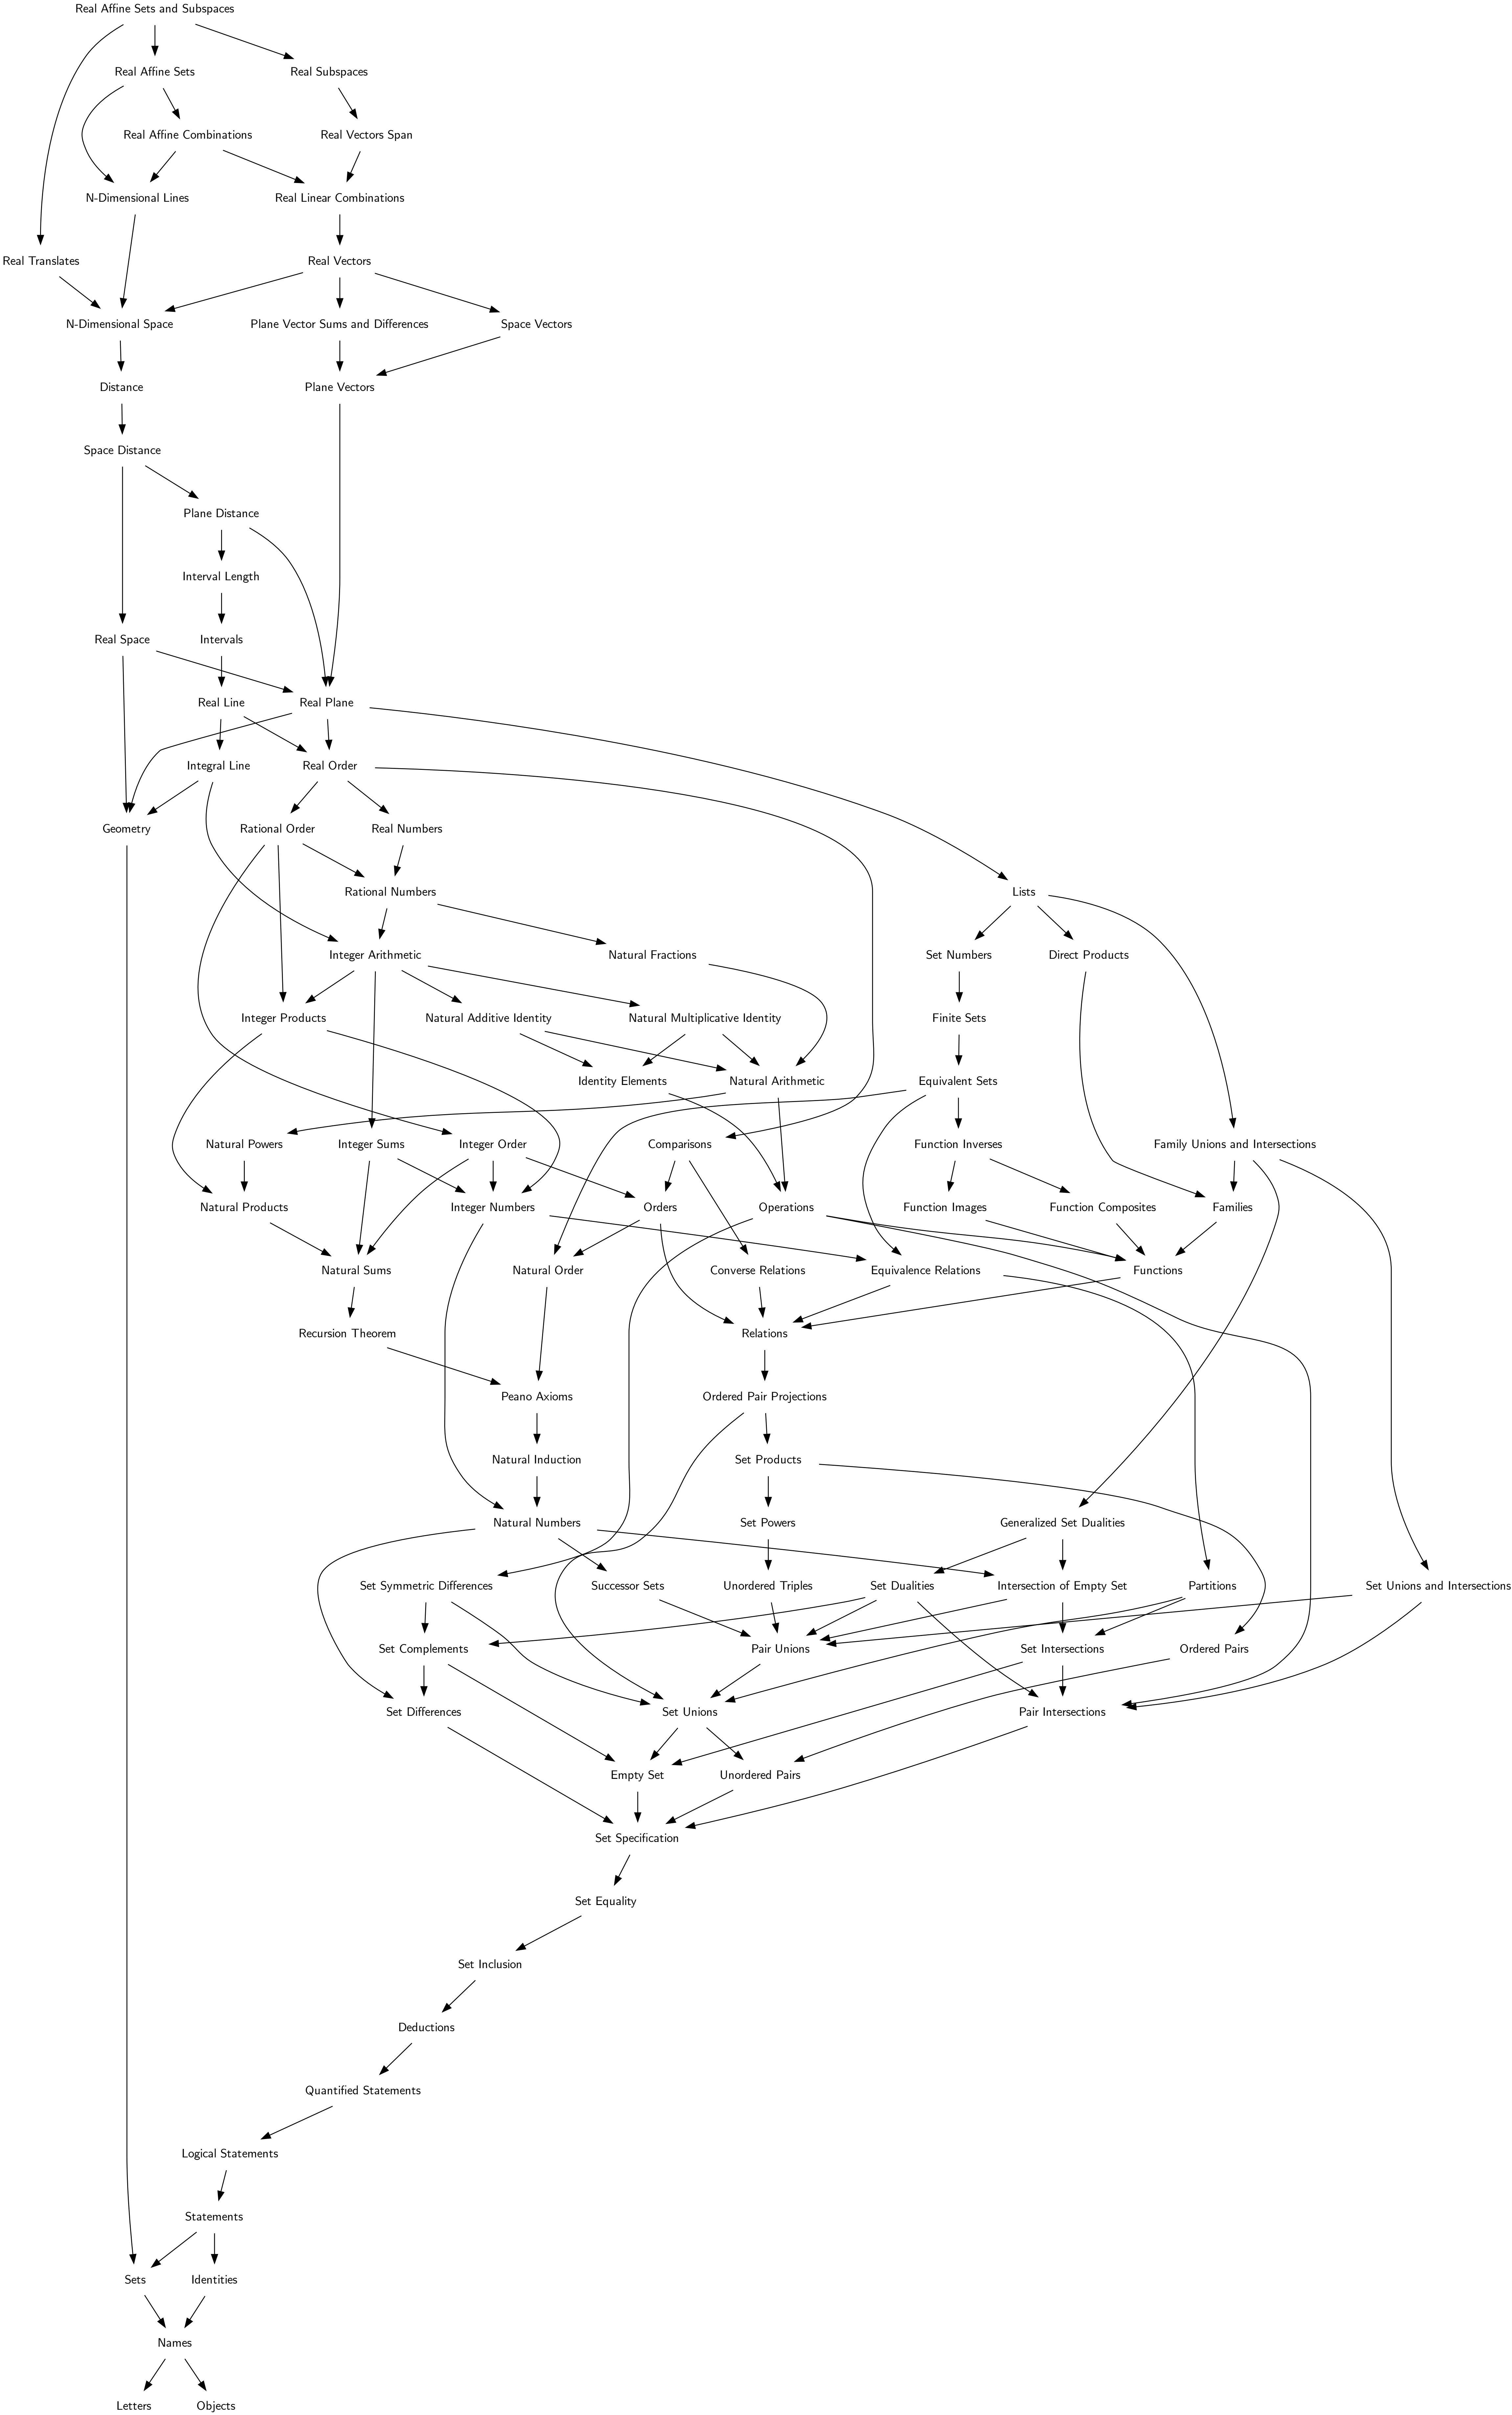 Real Affine Sets and Subspaces
Real Affine Sets
Real Subspaces
Real Affine Combinations
Real Vectors Span
N-Dimensional Lines
Real Linear Combinations
Real Translates
Real Vectors
N-Dimensional Space
Plane Vector Sums and Differences
Space Vectors
Distance
Plane Vectors
Space Distance
Plane Distance
Interval Length
Real Space
Intervals
Real Line
Real Plane
Integral Line
Real Order
Geometry
Rational Order
Real Numbers
Rational Numbers
Lists
Integer Arithmetic
Natural Fractions
Set Numbers
Direct Products
Integer Products
Natural Additive Identity
Natural Multiplicative Identity
Finite Sets
Identity Elements
Natural Arithmetic
Equivalent Sets
Natural Powers
Integer Sums
Integer Order
Comparisons
Function Inverses
Family Unions and Intersections
Natural Products
Integer Numbers
Orders
Operations
Function Images
Function Composites
Families
Natural Sums
Natural Order
Converse Relations
Equivalence Relations
Functions
Recursion Theorem
Relations
Peano Axioms
Ordered Pair Projections
Natural Induction
Set Products
Natural Numbers
Set Powers
Generalized Set Dualities
Set Symmetric Differences
Successor Sets
Unordered Triples
Set Dualities
Intersection of Empty Set
Partitions
Set Unions and Intersections
Set Complements
Pair Unions
Set Intersections
Ordered Pairs
Set Differences
Set Unions
Pair Intersections
Empty Set
Unordered Pairs
Set Specification
Set Equality
Set Inclusion
Deductions
Quantified Statements
Logical Statements
Statements
Sets
Identities
Names
Letters
Objects